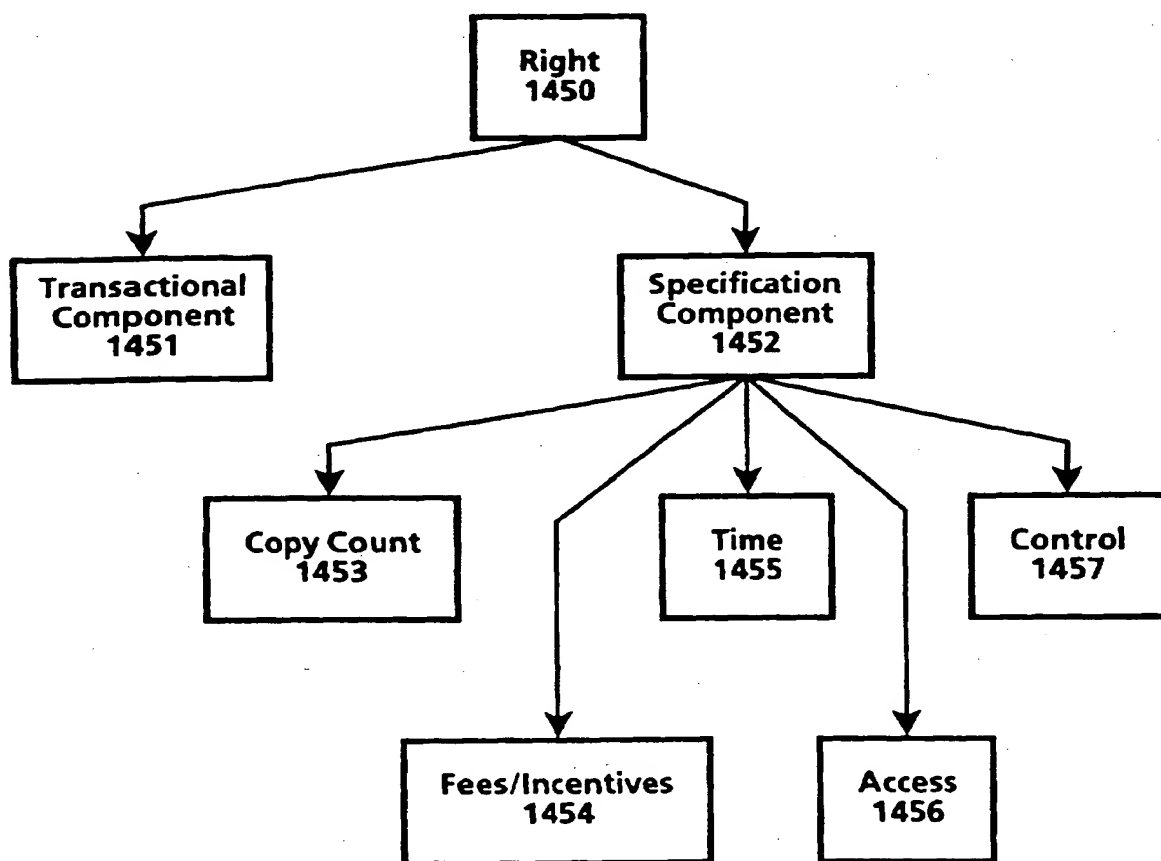 Right
1450
Transactional
Component
1451
Specification
Component
1452
Copy Count
1453
Time
1455
Control
1457
Fees/Incentives
1454
Access
1456